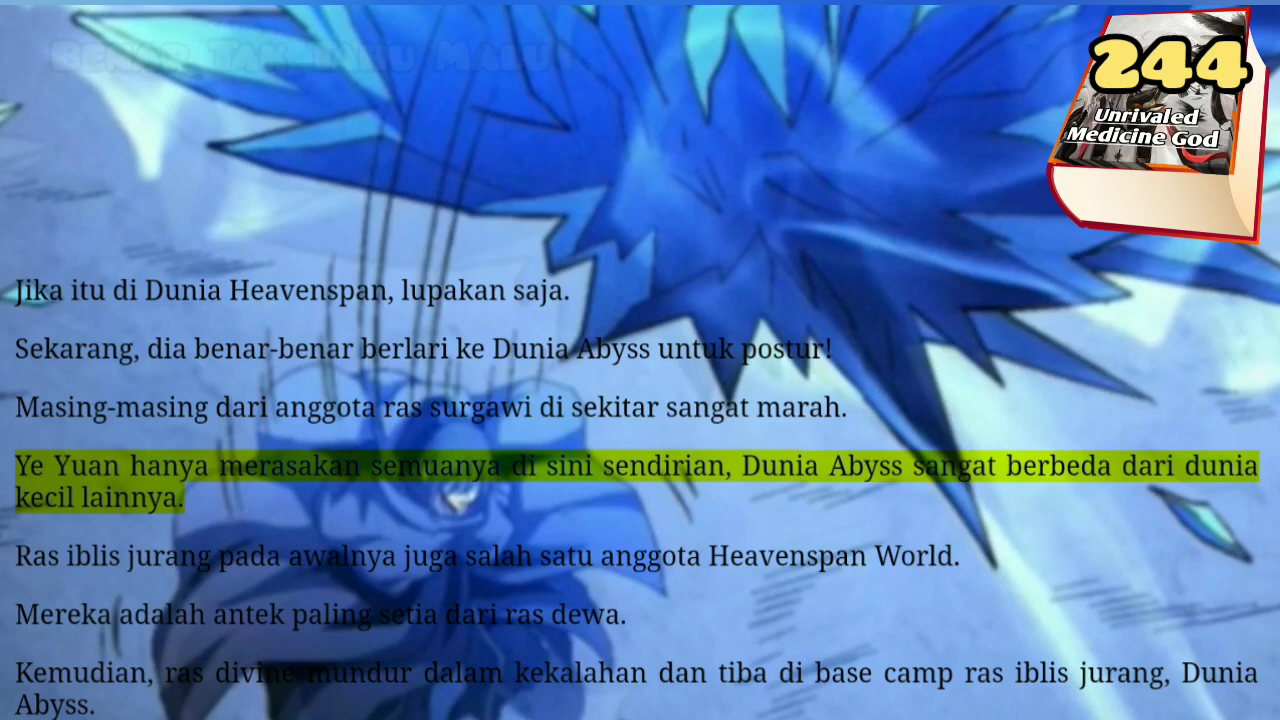 244
Unrivaled
Medicine God
Jika itu di Dunia Heavenspan, lupakan saja.
Sekarang, dia benar-benar berlari ke Dunia Abyss untuk postur!
Masing-masing dari anggota ras surgawi di sekitar sangat marah.
Ye Yuan hanya merasakan semuanya di sini sendirian, Dunia Abyss sangat berbeda dari dunia
kecil lainnya.
Ras iblis jurang pada awalnya juga salah satu anggota Heavenspan World.
Mereka adalah antek paling setia dari ras dewa.
Kemudian, ras divine mundur dalam kekalahan dan tiba di base camp ras iblis jurang, Dunia
Abyss.